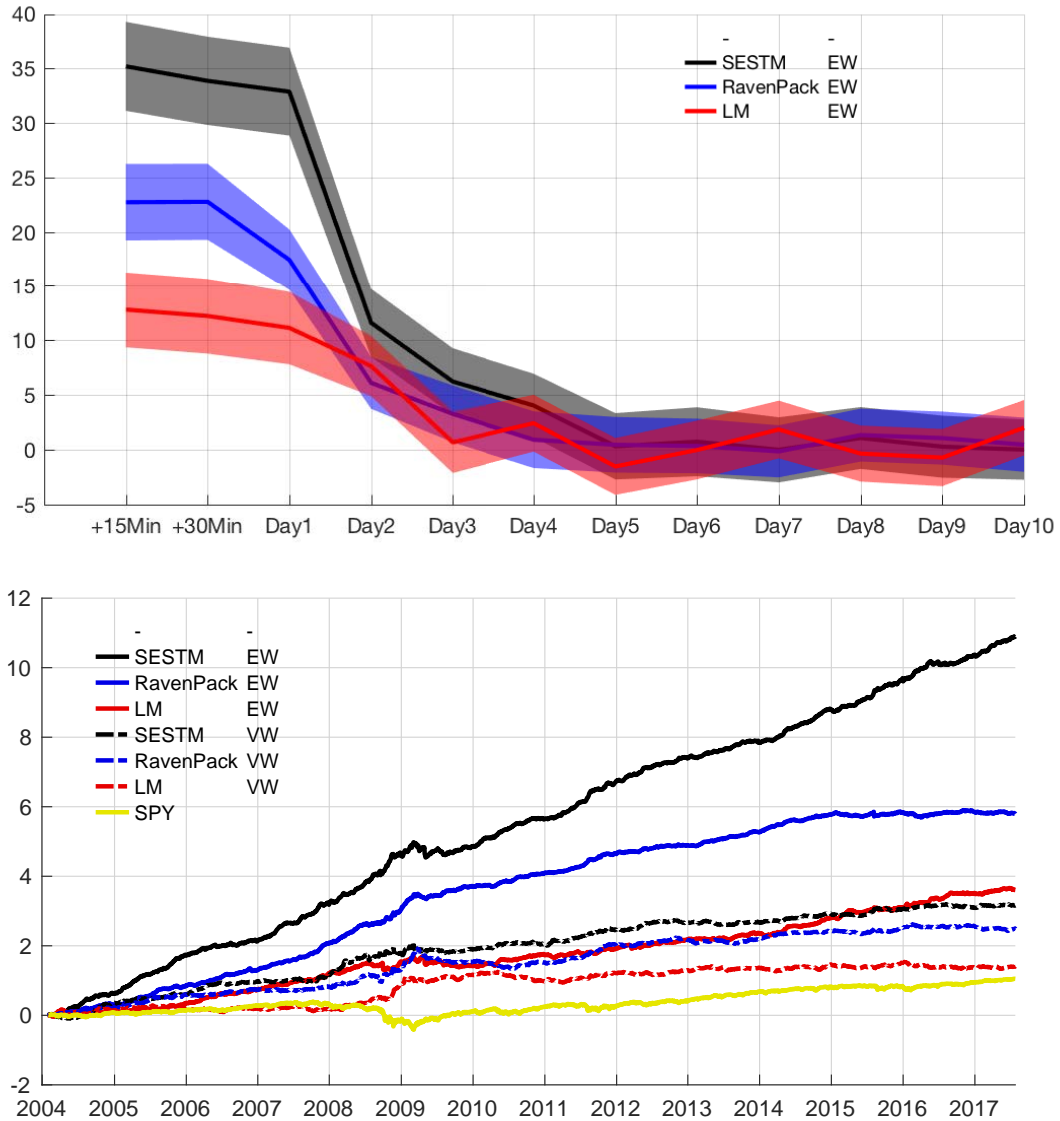 40
35
30
25
20
15
10
5
0
-5
- -
SESTM EW
RavenPack EW
LM EW
+15Min +30Min Day1 Day2 Day3 Day4 Day5 Day6 Day7 Day8 Day9 Day10
12
10
8
6
4
2
0
-2
- -
SESTM EW
RavenPack EW
LM EW
SESTM VW
RavenPack VW
LM VW
SPY
2004 2005 2006 2007 2008 2009 2010 2011 2012 2013 2014 2015 2016 2017